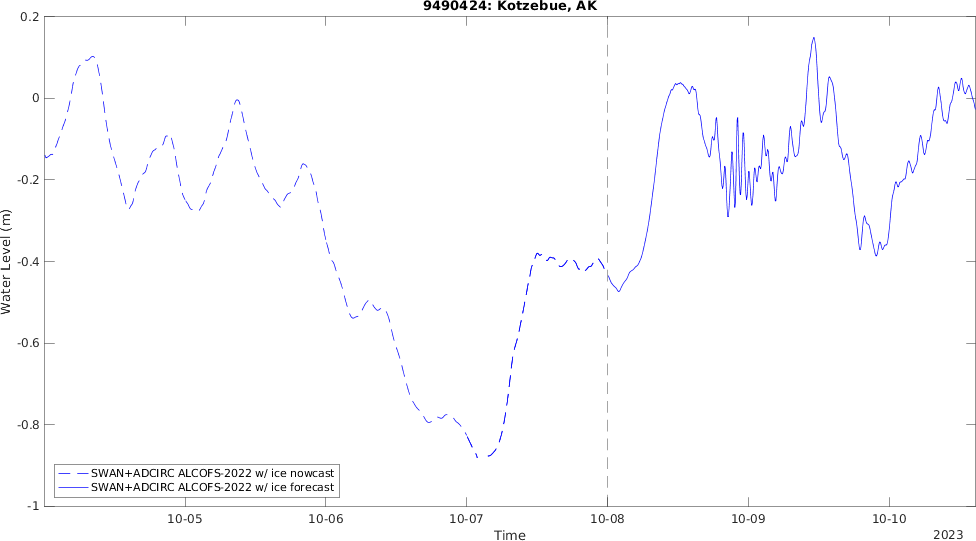 9490424: Kotzebue, AK
0.2
0
-0.2
-0.4
-0.6
-0.8
-1
Water Level (m)
SWAN+ADCIRC ALCOFS-2022 w/ ice nowcast
SWAN+ADCIRC ALCOFS-2022 w/ ice forecast
10-05 10-06 10-07 10-08 10-09 10-10
Time
2023